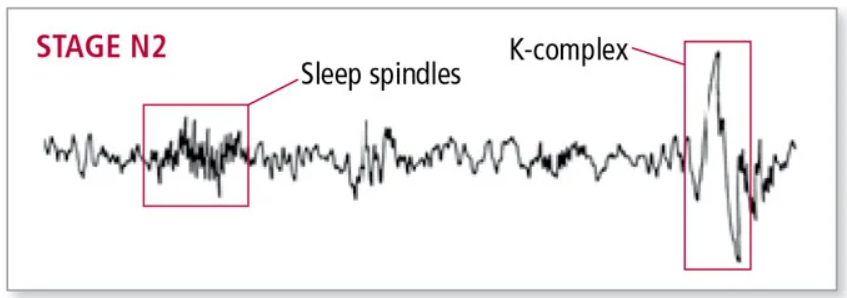 STAGE N2
Sleep spindles
K-complex